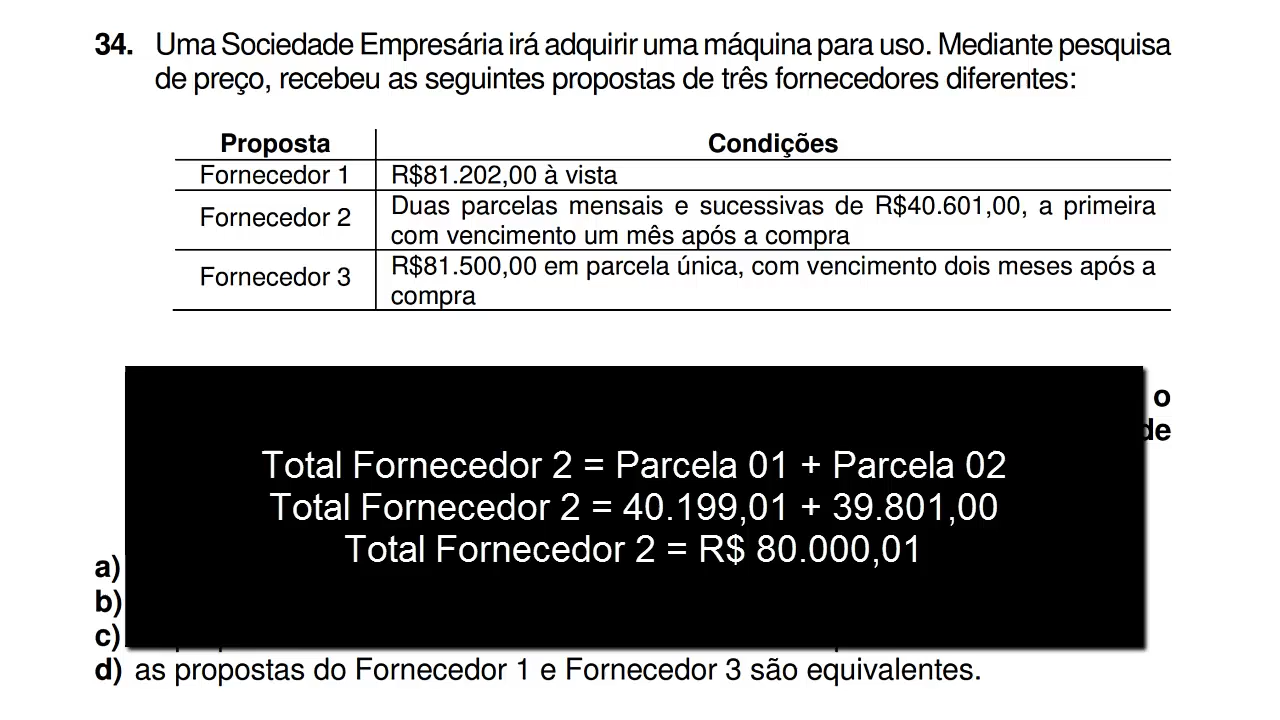 34. Uma Sociedade Empresária irá adquirir uma máquina para uso. Mediante pesquisa
de preço, recebeu as seguintes propostas de três fornecedores diferentes:
Proposta Condições
Fornecedor 1 R$81.202,00 à vista
Fornecedor 2 Duas parcelas mensais e sucessivas de R$40.601,00, a primeira
com vencimento um mês após a compra
Fornecedor 3 R$81.500,00 em parcela única, com vencimento dois meses após a
compra
o
de
Total Fornecedor 2 = Parcela 01 + Parcela 02
Total Fornecedor 2 = 40.199,01 + 39.801,00
Total Fornecedor 2 = R$ 80.000,01
a)
b)
c)
d) as propostas do Fornecedor 1 e Fornecedor 3 são equivalentes.